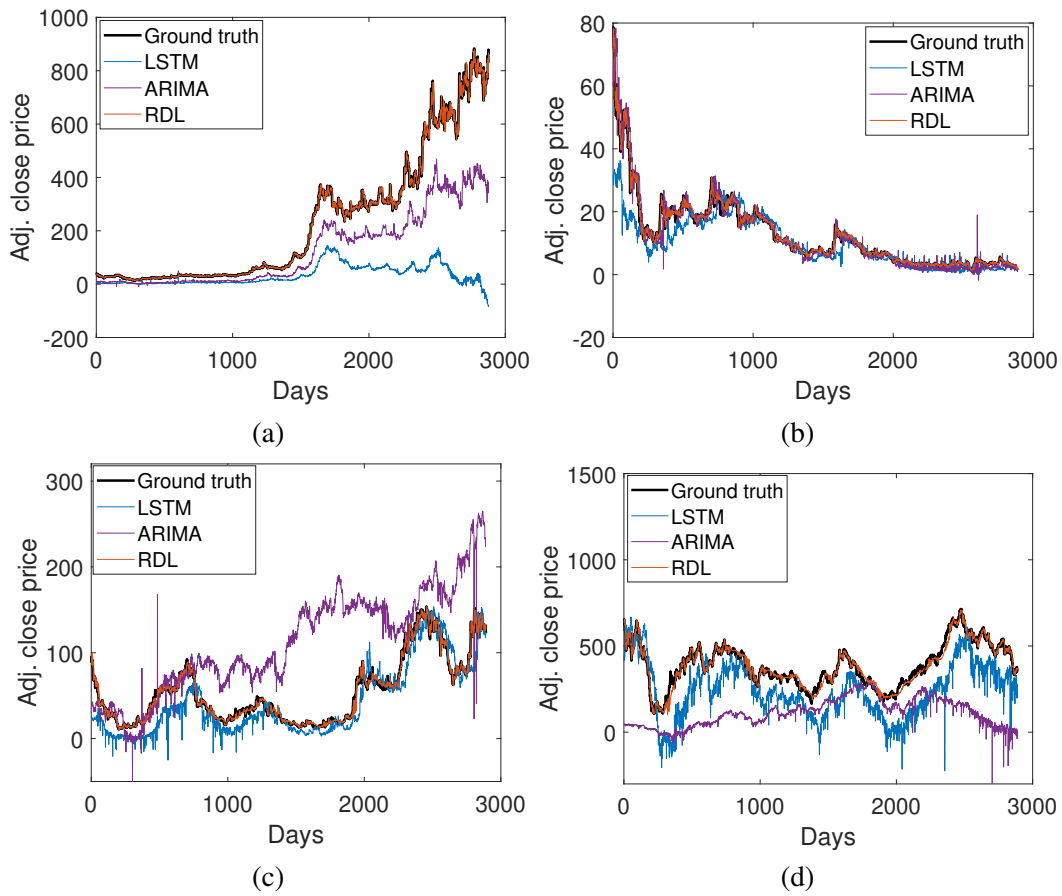 1000
800
600
400
200
0
-200
Adj. close price
Ground truth
LSTM
ARIMA
RDL
0 1000 2000 3000
Days
(a)
80
60
40
20
0
-20
Adj. close price
Ground truth
LSTM
ARIMA
RDL
0 1000 2000 3000
Days
(b)
300
200
100
0
Adj. close price
Ground truth
LSTM
ARIMA
RDL
0 1000 2000 3000
Days
(c)
1500
1000
500
0
Adj. close price
Ground truth
LSTM
ARIMA
RDL
0 1000 2000 3000
Days
(d)